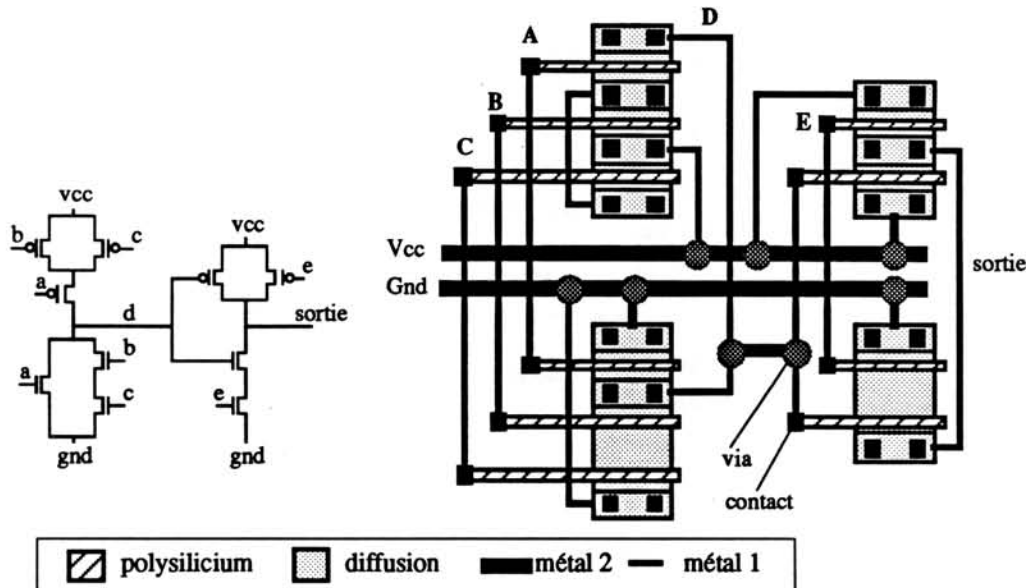 vcc
b c
a
d
a b
c
gnd
vcc
e
sortie
e
gnd
A
B
C
D
E
Vcc
Gnd
sortie
via
contact
polysilicium diffusion métal 2 métal 1